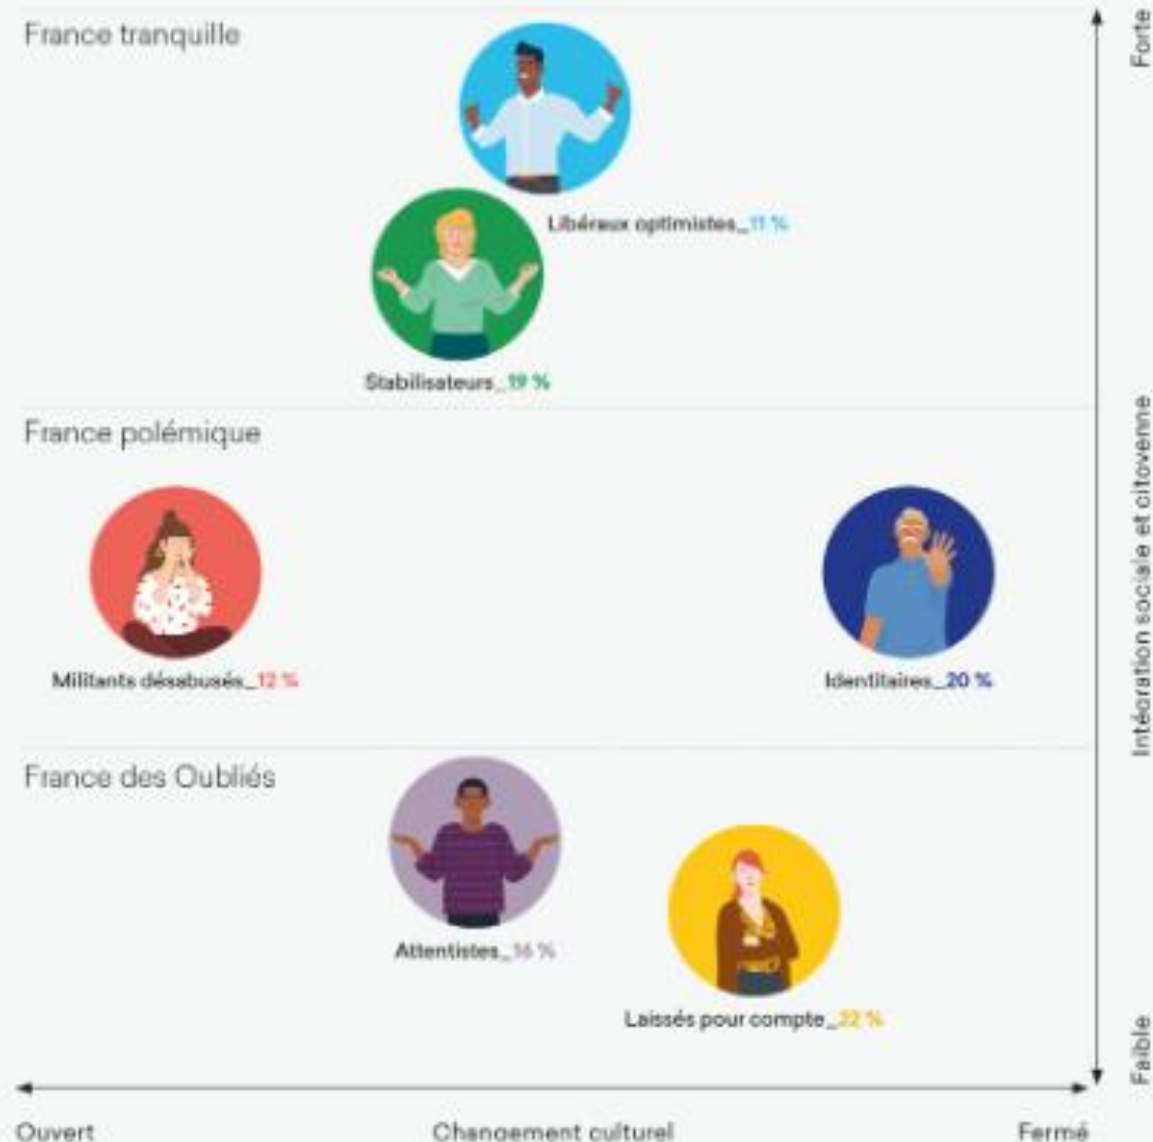 France tranquille
Forte
Libéraux optimistes_11 %
Stabilisateurs_19 %
France polémique
Intégration sociale et citoyenne
Militants désabusés_12 %
Identitaires_20 %
France des Oubliés
Attentistes_16 %
Laissés pour compte_22 %
Faible
Ouvert
Changement culturel
Fermé